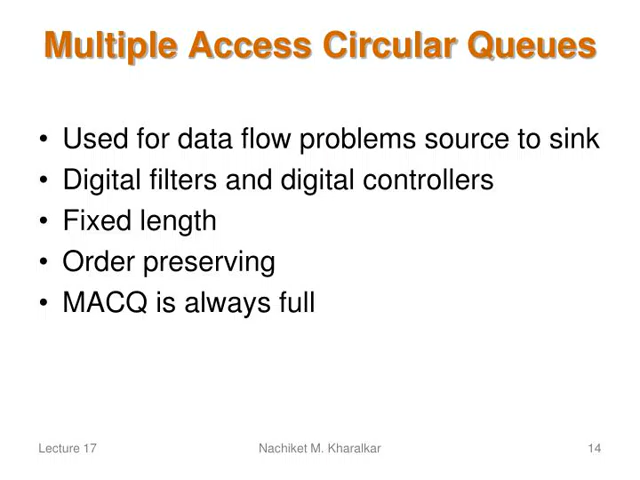 Multiple Access Circular Queues
• Used for data flow problems source to sink
• Digital filters and digital controllers
• Fixed length
• Order preserving
• MACQ is always full
Lecture 17 Nachiket M. Kharalkar 14